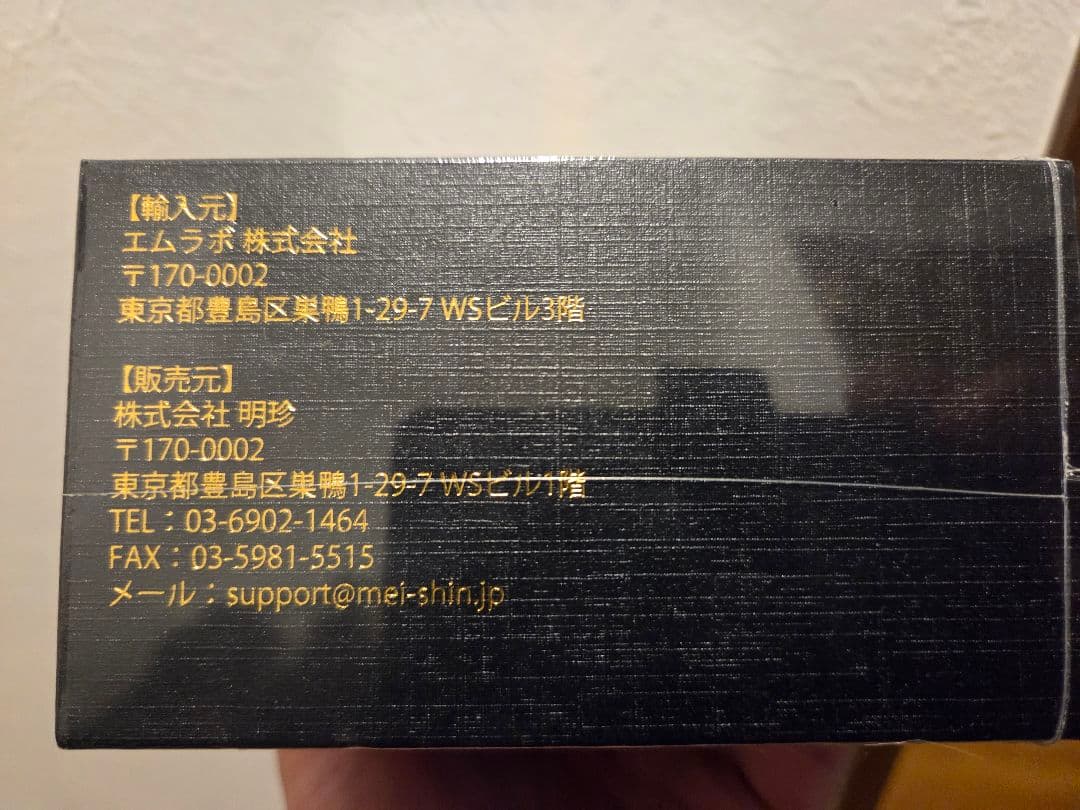 【輸入元】
エムラボ 株式会社
〒170-0002
東京都豊島区巣鴨1-29-7 WSビル3階
【販売元】
株式会社 明珍
〒170-0002
東京都豊島区巣鴨1-29-7 WSビル1階
TEL：03-6902-1464
FAX：03-5981-5515
メール：support@mei-shin.jp